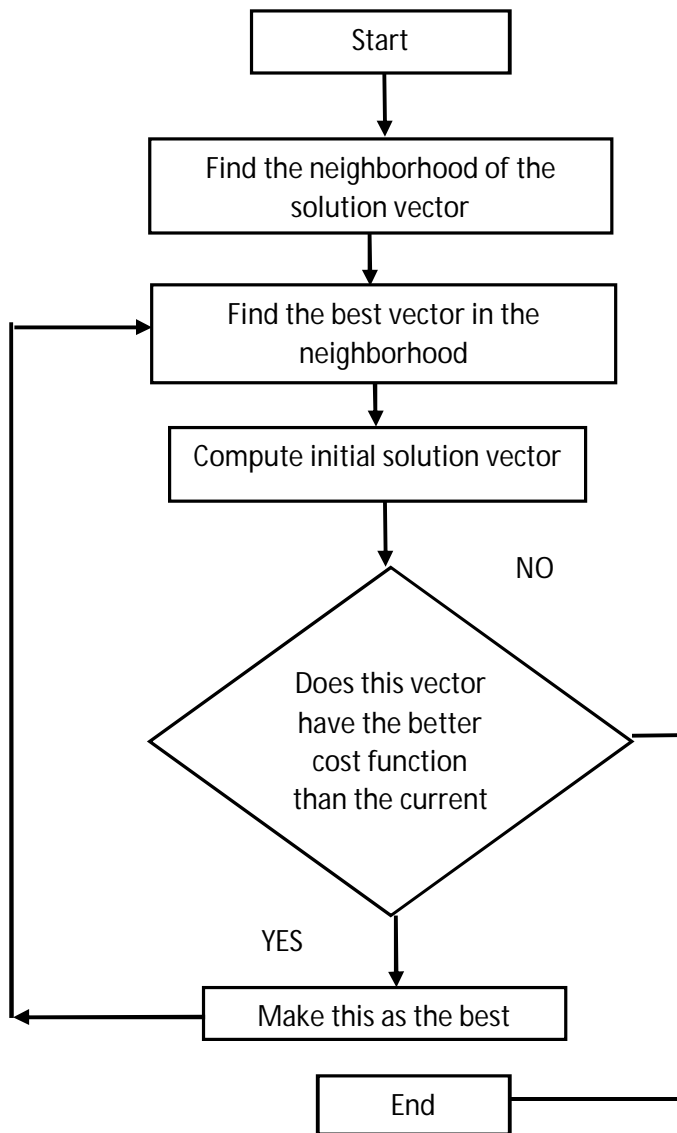 Start
Find the neighborhood of the
solution vector
Find the best vector in the
neighborhood
Compute initial solution vector
NO
Does this vector
have the better
cost function
than the current
YES
Make this as the best
End